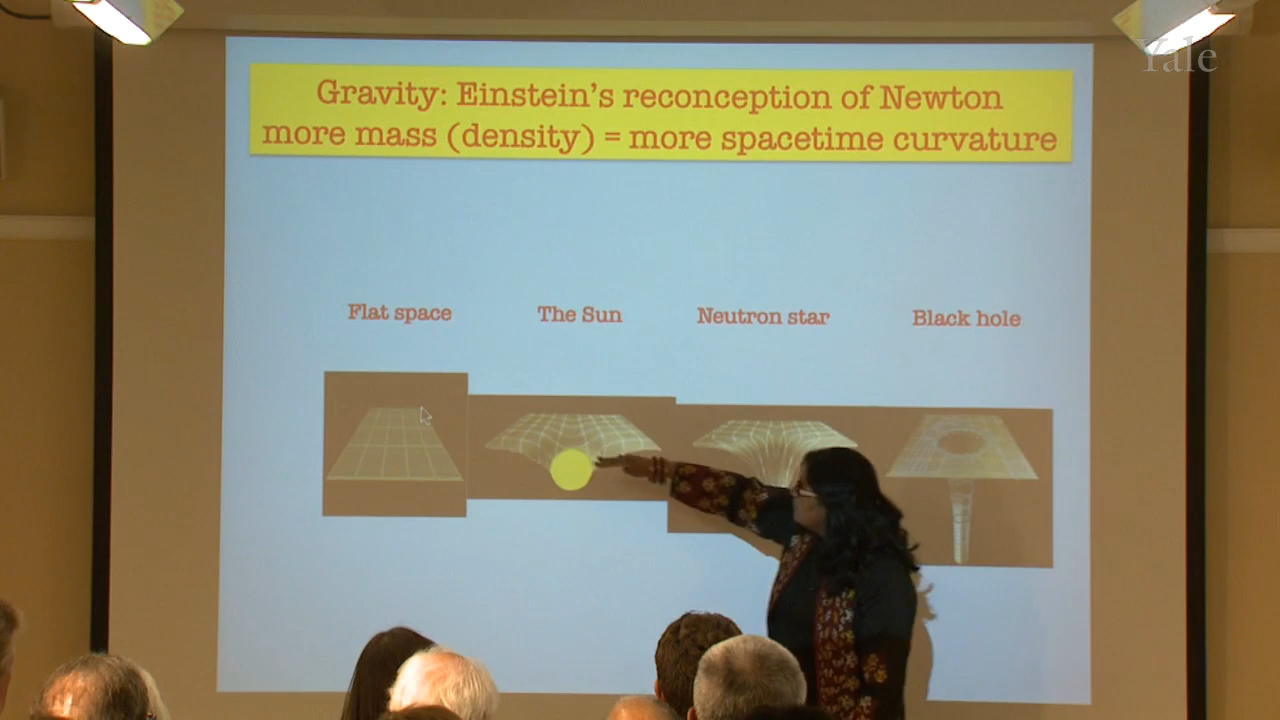 Yale
Gravity: Einstein's reconception of Newton
more mass (density) = more spacetime curvature
Flat space
The Sun
Neutron star
Black hole